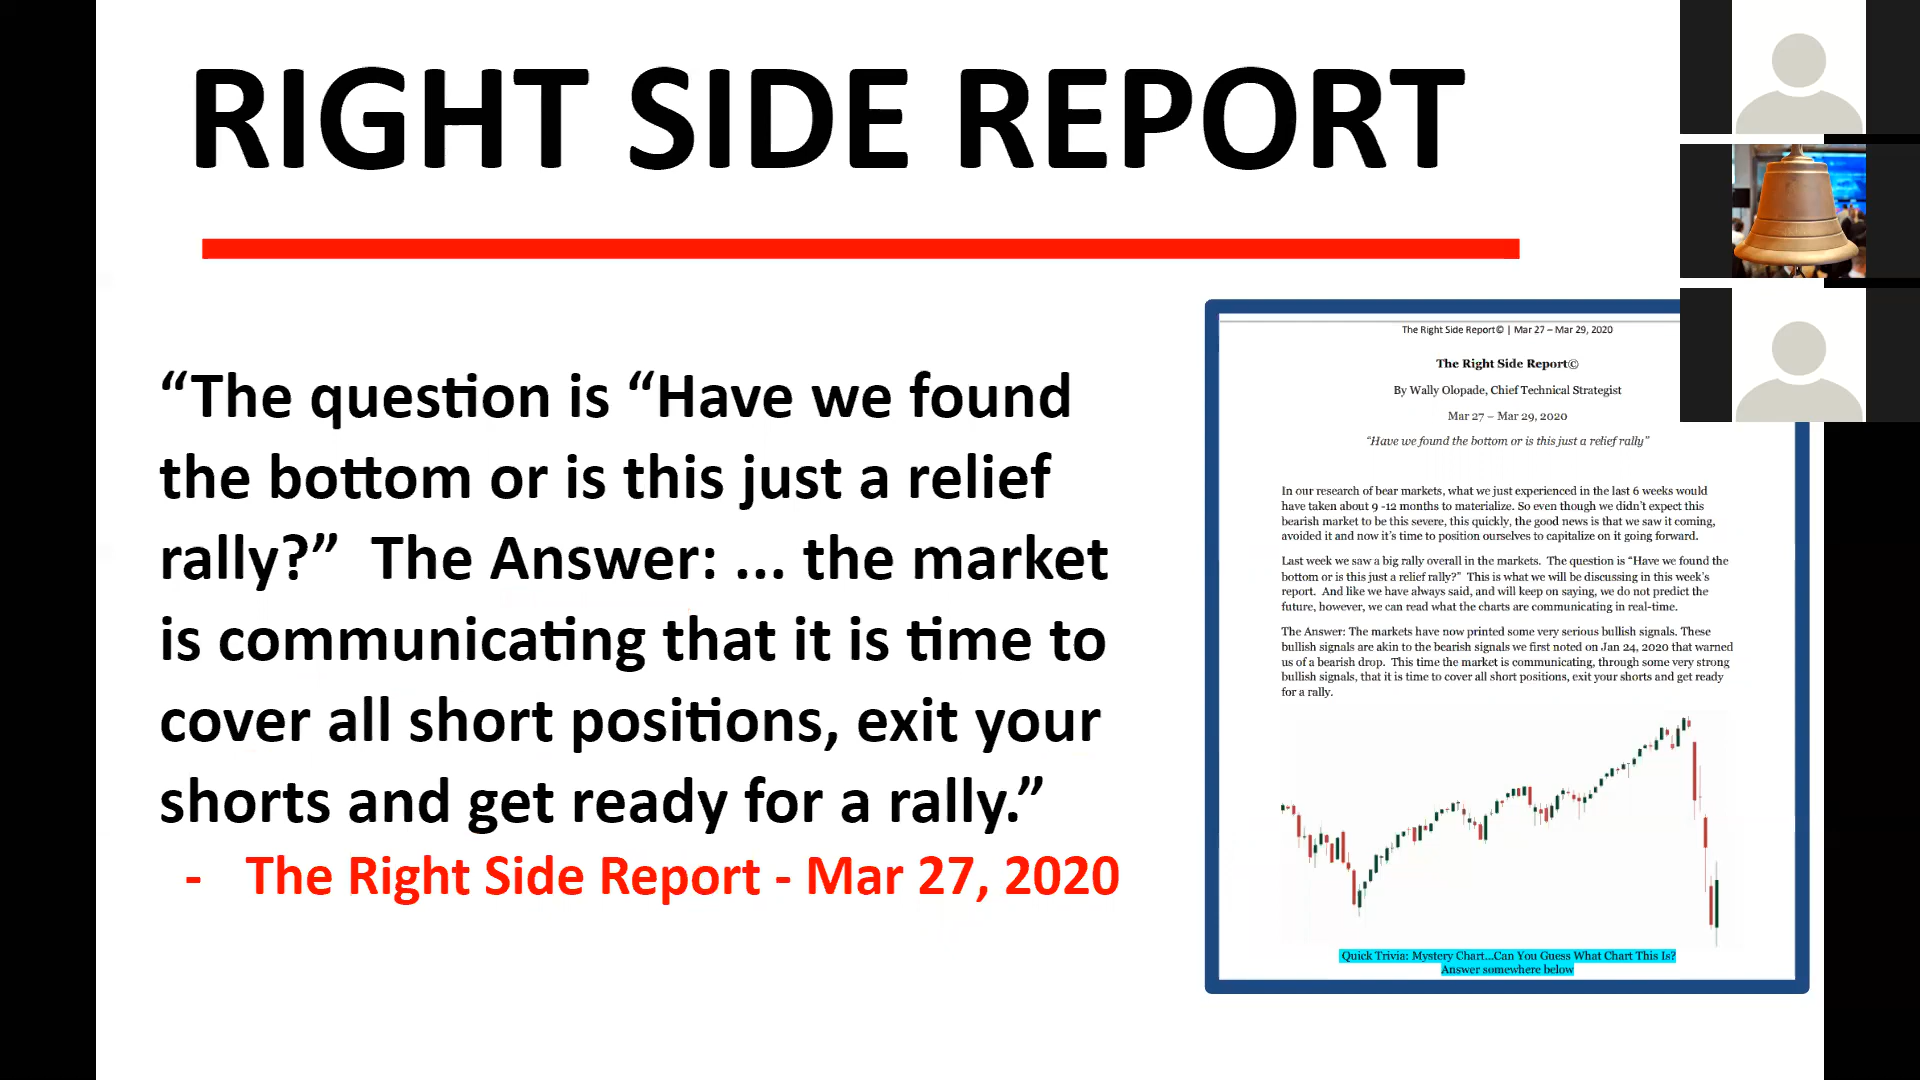 RIGHT SIDE REPORT
“The question is “Have we found
the bottom or is this just a relief
rally?”  The Answer: ... the market
is communicating that it is time to
cover all short positions, exit your
shorts and get ready for a rally.”
- The Right Side Report - Mar 27, 2020
The Right Side Report© | Mar 27 – Mar 29, 2020
The Right Side Report©
By Wally Olopade, Chief Technical Strategist
Mar 27 – Mar 29, 2020
“Have we found the bottom or is this just a relief rally”
In our research of bear markets, what we just experienced in the last 6 weeks would
have taken about 9 -12 months to materialize. So even though we didn’t expect this
bearish market to be this severe, this quickly, the good news is that we saw it coming,
avoided it and now it’s time to position ourselves to capitalize on it going forward.
Last week we saw a big rally overall in the markets.  The question is “Have we found the
bottom or is this just a relief rally?”  This is what we will be discussing in this week’s
report.  And like we have always said, and will keep on saying, we do not predict the
future, however, we can read what the charts are communicating in real-time.
The Answer: The markets have now printed some very serious bullish signals. These
bullish signals are akin to the bearish signals we first noted on Jan 24, 2020 that warned
us of a bearish drop.  This time the market is communicating, through some very strong
bullish signals, that it is time to cover all short positions, exit your shorts and get ready
for a rally.
Quick Trivia: Mystery Chart...Can You Guess What Chart This Is?
Answer somewhere below